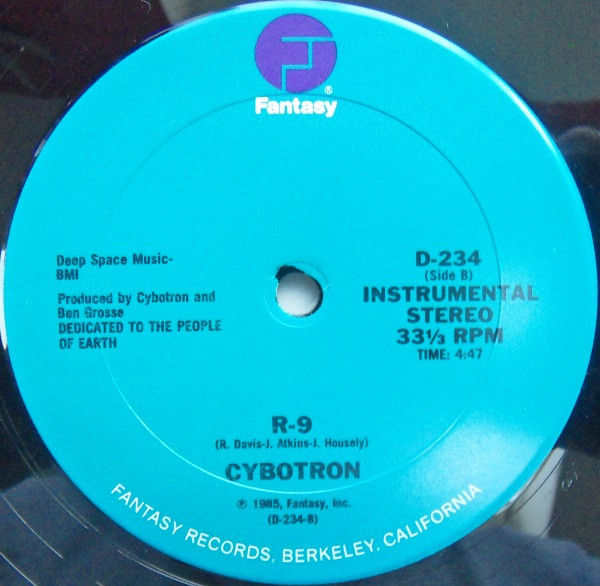 ®
Fantasy
Deep Space Music-
BMI
Produced by Cybotron and
Ben Grosse
DEDICATED TO THE PEOPLE
OF EARTH
D-234
(Side B)
INSTRUMENTAL
STEREO
33⅓ RPM
TIME: 4:47
R-9
(R. Davis-J. Atkins-J. Housely)
CYBOTRON
℗ 1985, Fantasy, Inc.
(D-234-B)
FANTASY RECORDS, BERKELEY, CALIFORNIA